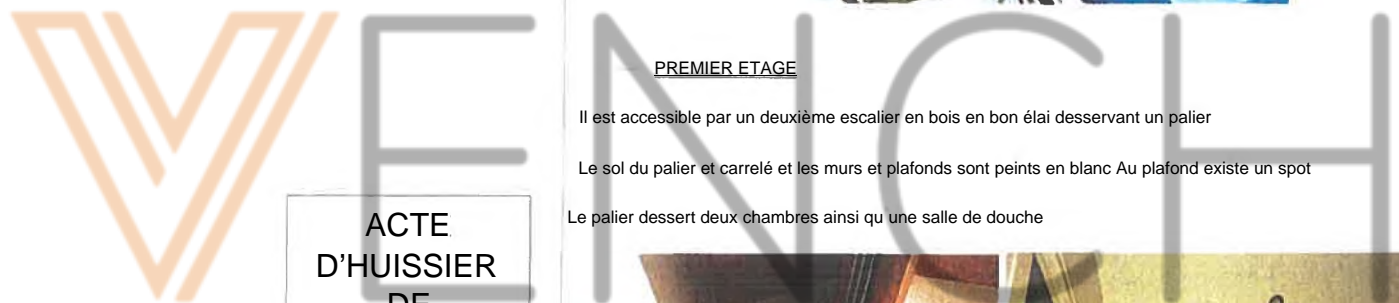 VENCH
PREMIER ETAGE
Il est accessible par un deuxième escalier en bois en bon élai desservant un palier
Le sol du palier et carrelé et les murs et plafonds sont peints en blanc Au plafond existe un spot
Le palier dessert deux chambres ainsi qu une salle de douche
ACTE
D'HUISSIER
DE